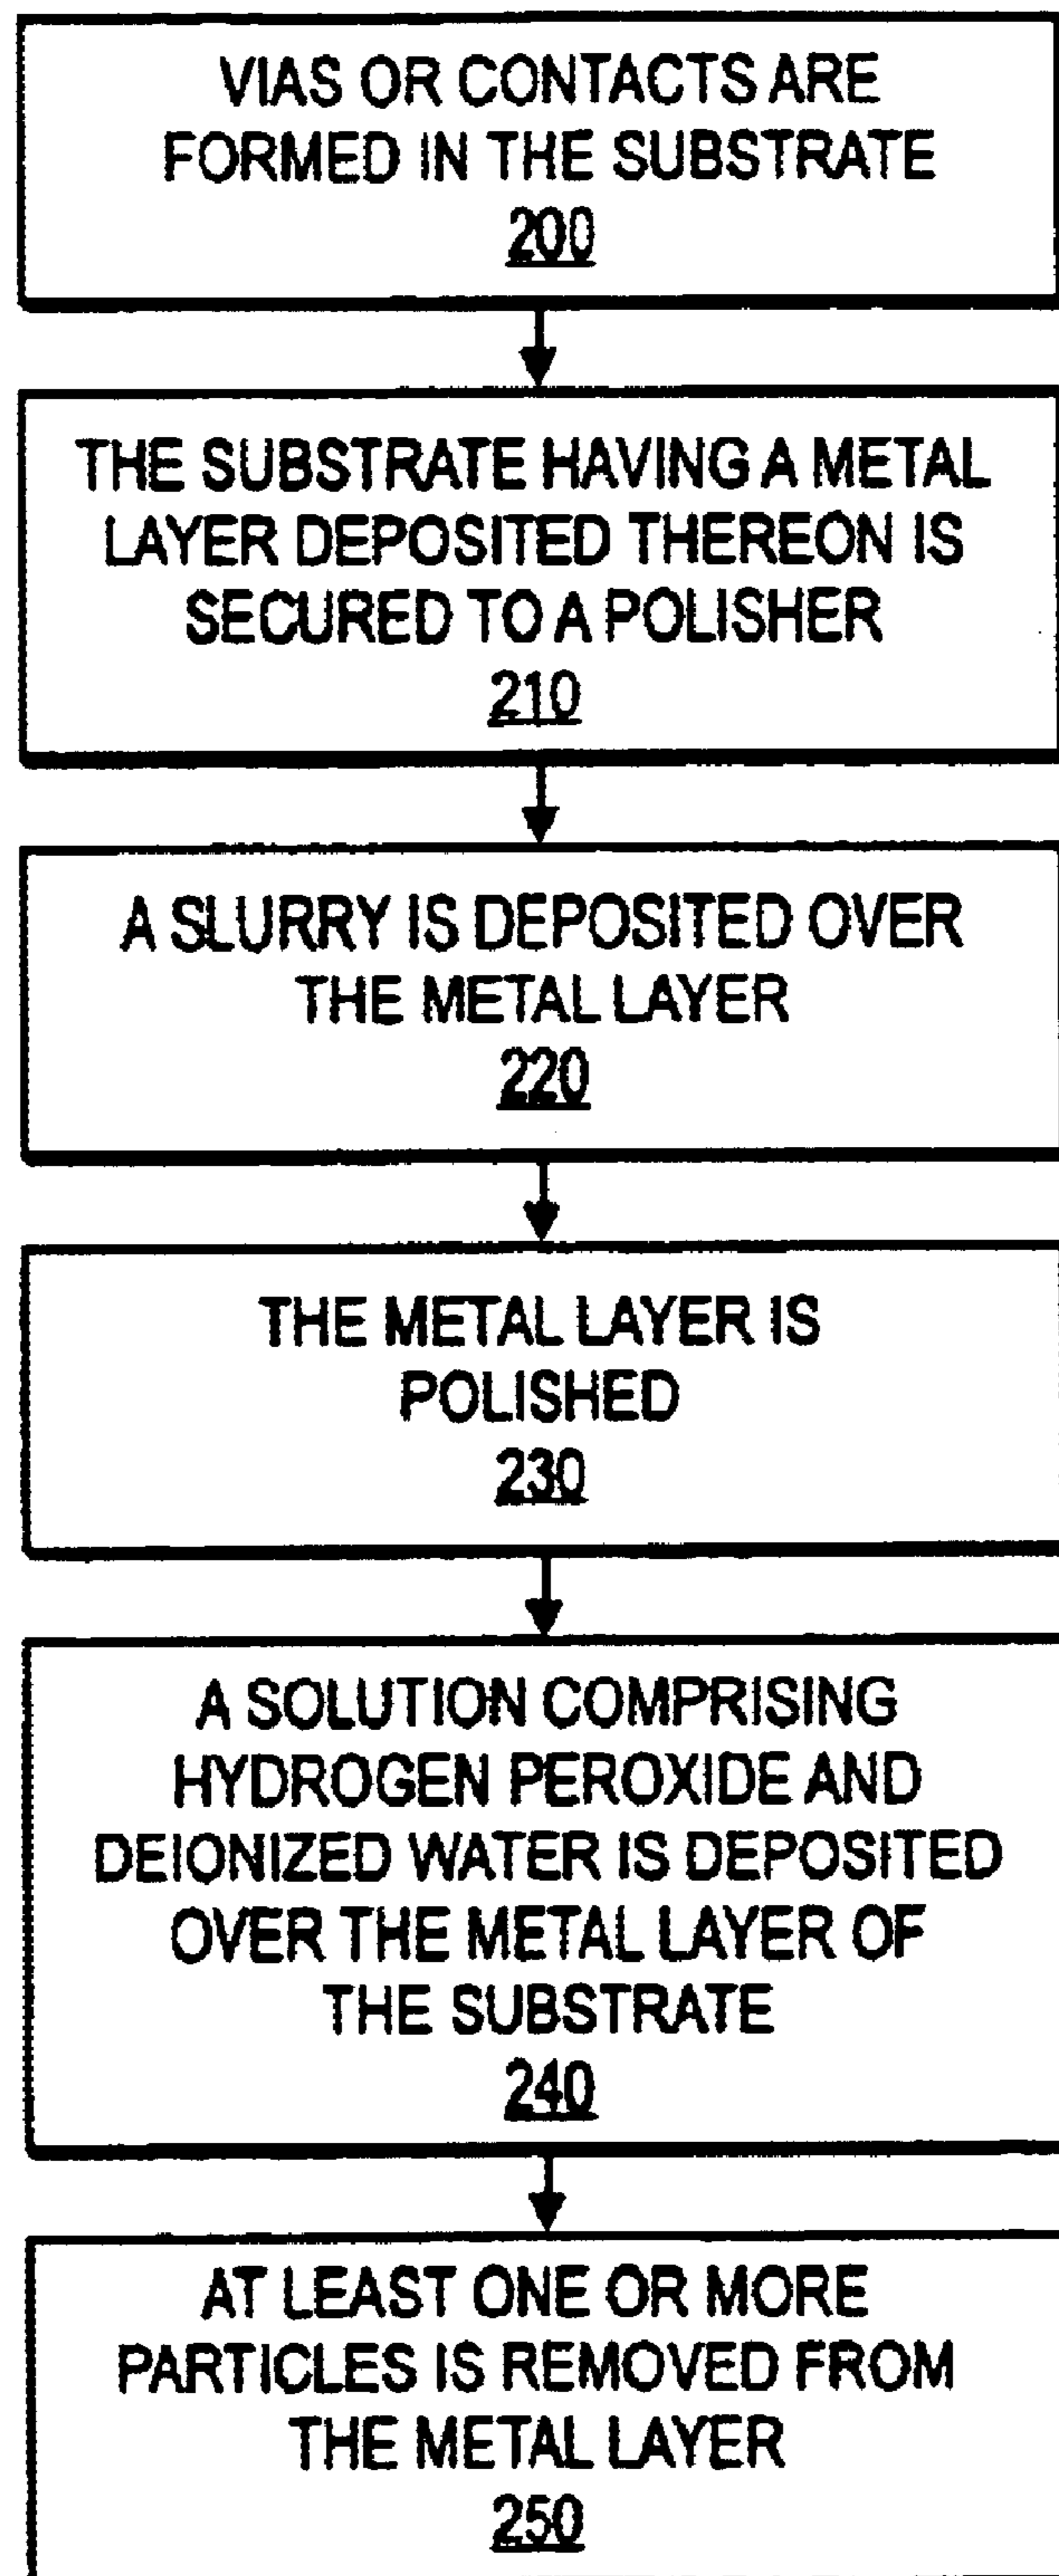 VIAS OR CONTACTS ARE
FORMED IN THE SUBSTRATE
200
THE SUBSTRATE HAVING A METAL
LAYER DEPOSITED THEREON IS
SECURED TO A POLISHER
210
A SLURRY IS DEPOSITED OVER
THE METAL LAYER
220
THE METAL LAYER IS
POLISHED
230
A SOLUTION COMPRISING
HYDROGEN PEROXIDE AND
DEIONIZED WATER IS DEPOSITED
OVER THE METAL LAYER OF
THE SUBSTRATE
240
AT LEAST ONE OR MORE
PARTICLES IS REMOVED FROM
THE METAL LAYER
250